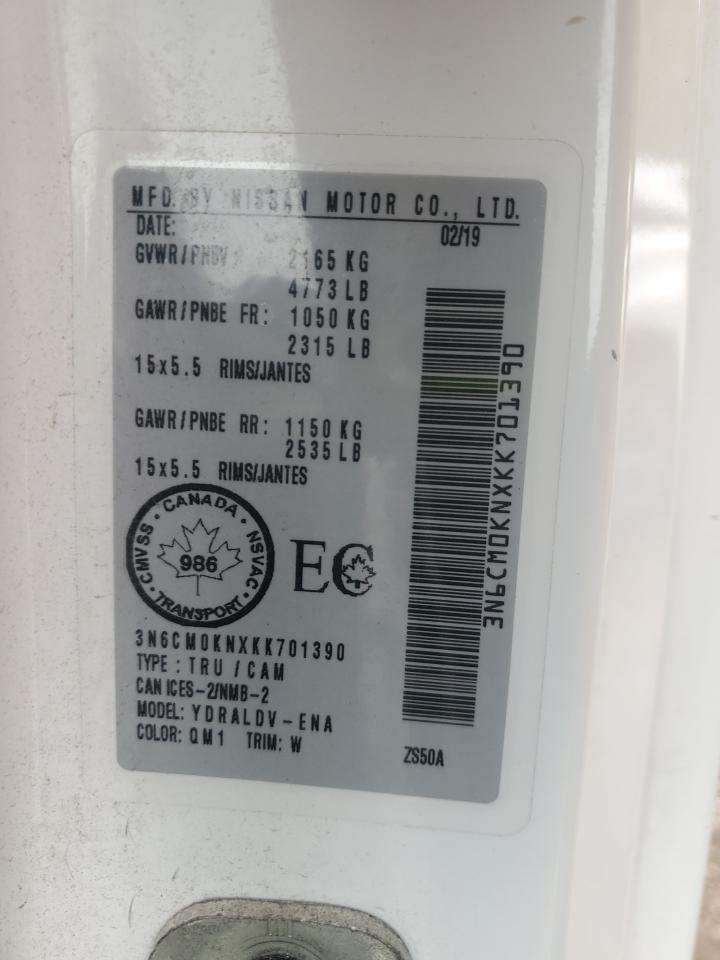 MFD. BY NISSAN MOTOR CO., LTD.
DATE: 02/19
GVWR/PNBV: 2165 KG
4773 LB
GAWR/PNBE FR: 1050 KG
2315 LB
15x5.5 RIMS/JANTES
GAWR/PNBE RR: 1150 KG
2535 LB
15x5.5 RIMS/JANTES
CANADA · NSVAC · TRANSPORT · CMVSS ·
986
EC
3N6CM0KNXKK701390
TYPE: TRU / CAM
CAN ICES-2/NMB-2
MODEL: YDRALDV-ENA
COLOR: QM1 TRIM: W
ZS50A
3N6CM0KNXKK701390